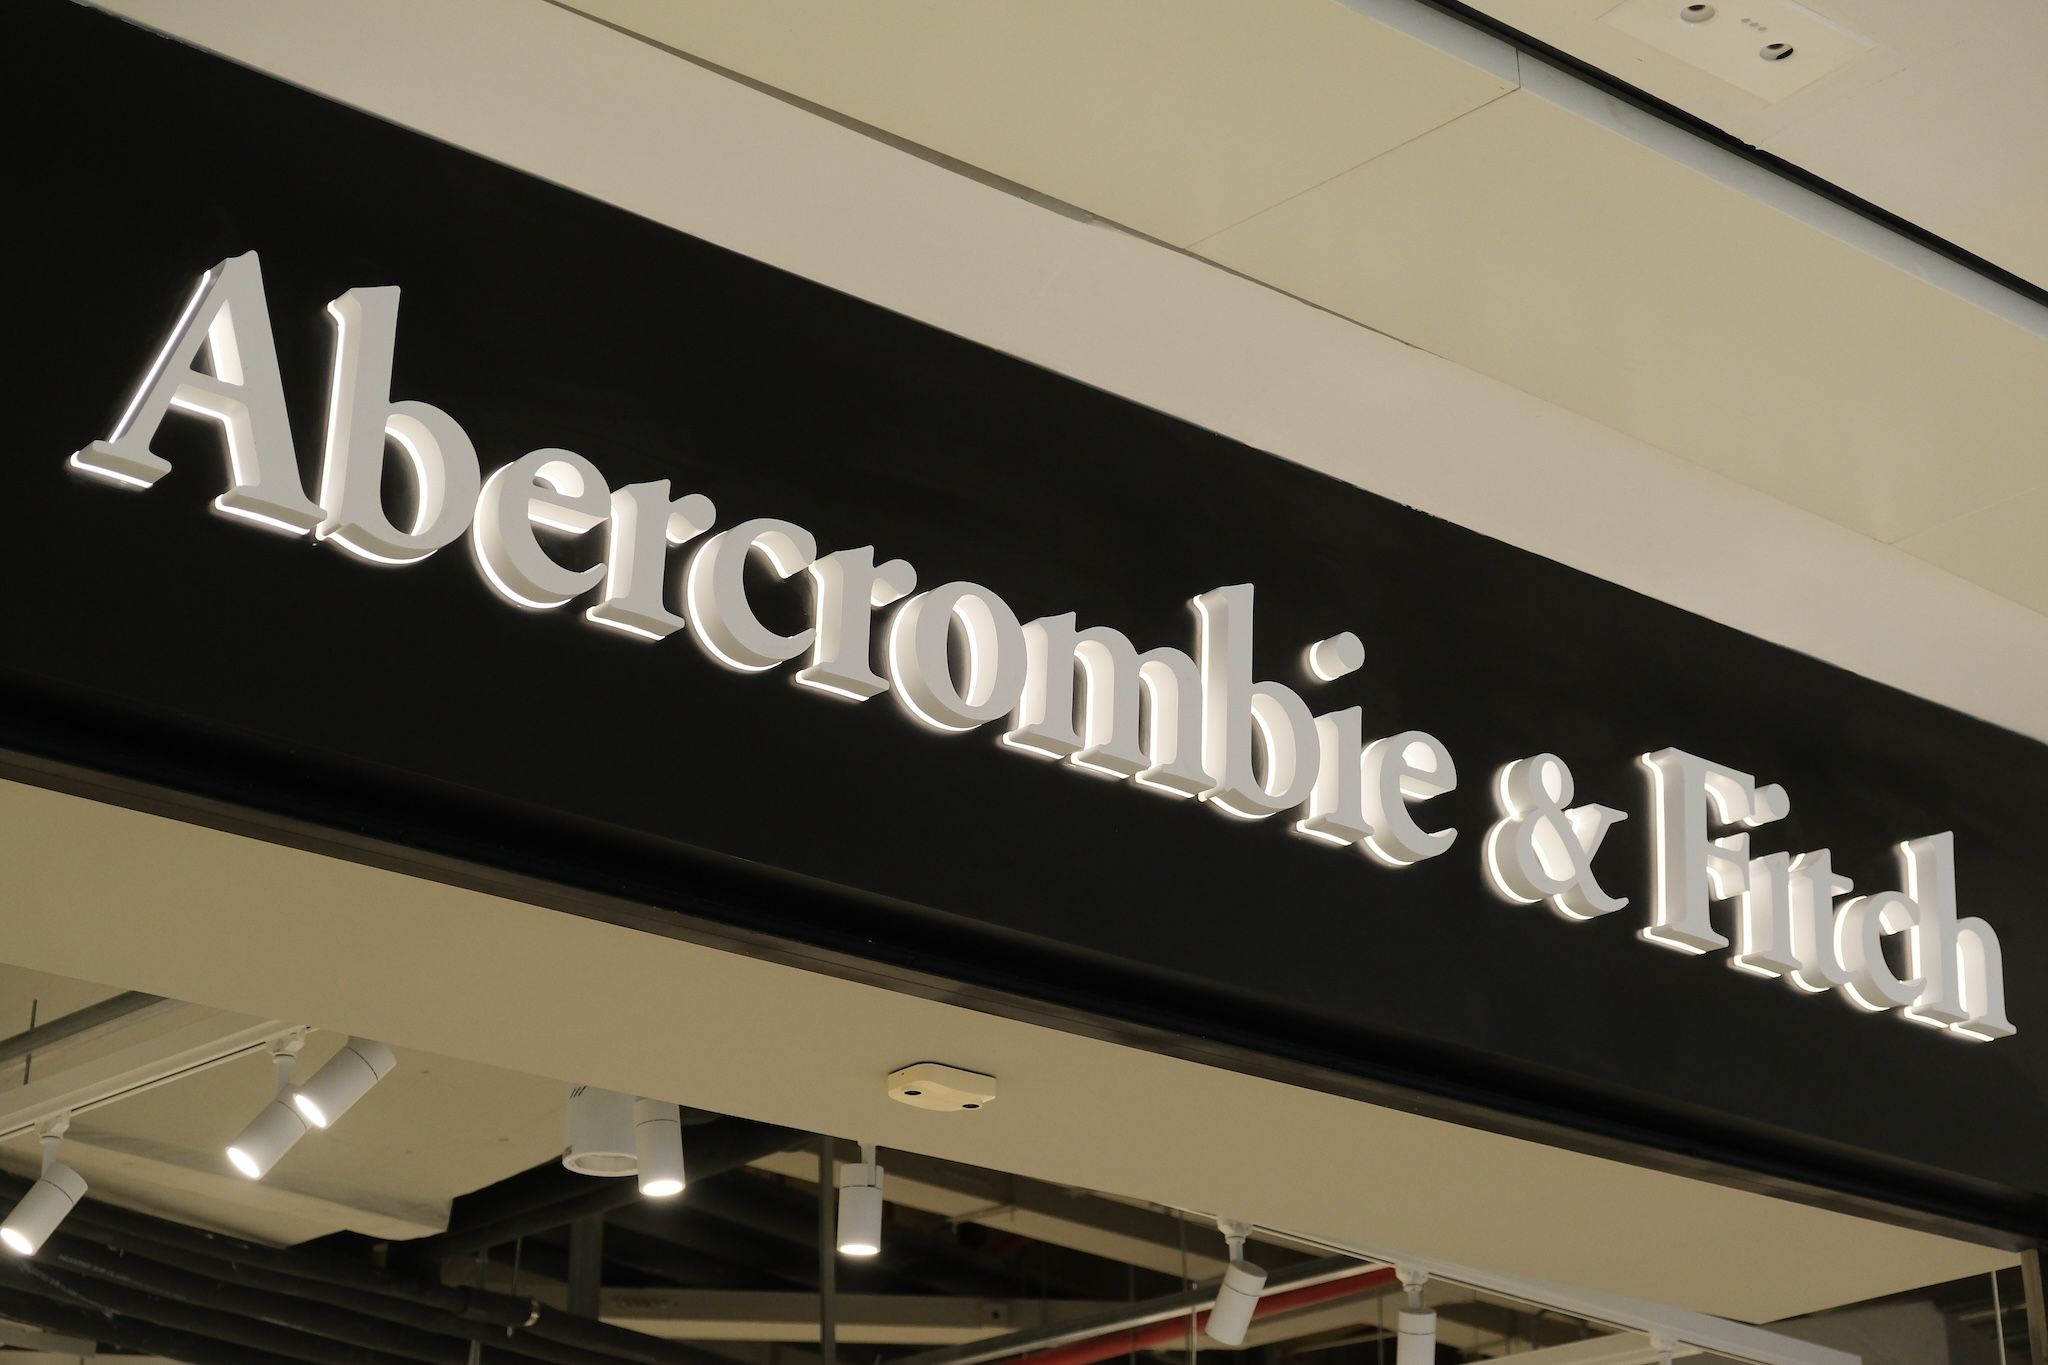 Abercrombie & Fitch